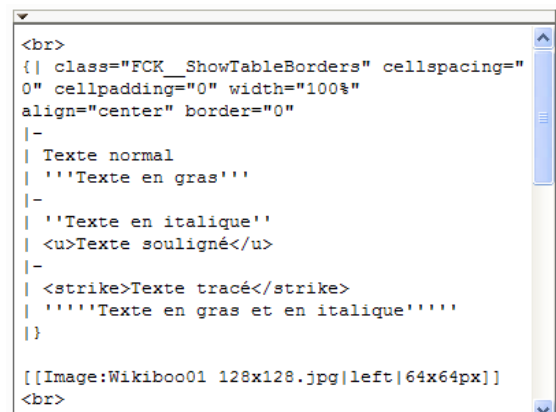 <br>
{| class="FCK__ShowTableBorders" cellspacing="
0" cellpadding="0" width="100%"
align="center" border="0"
|-
| Texte normal
| '''Texte en gras'''
|-
| ''Texte en italique''
| <u>Texte souligné</u>
|-
| <strike>Texte tracé</strike>
| '''''Texte en gras et en italique'''''
|}

[[Image:Wikiboo01 128x128.jpg|left|64x64px]]
<br>